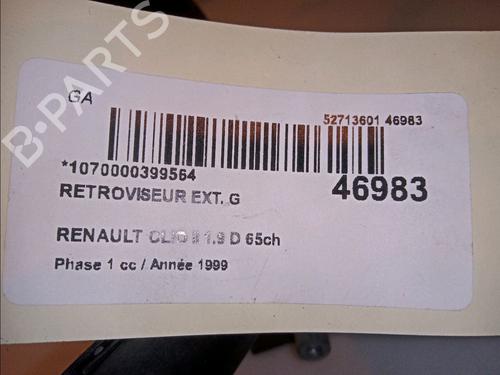 GA
52713601 46983
*1070000399564
46983
RETROVISEUR EXT. G
RENAULT CLIO II 1.9 D 65ch
Phase 1 cc / Année 1999
B-PARTS